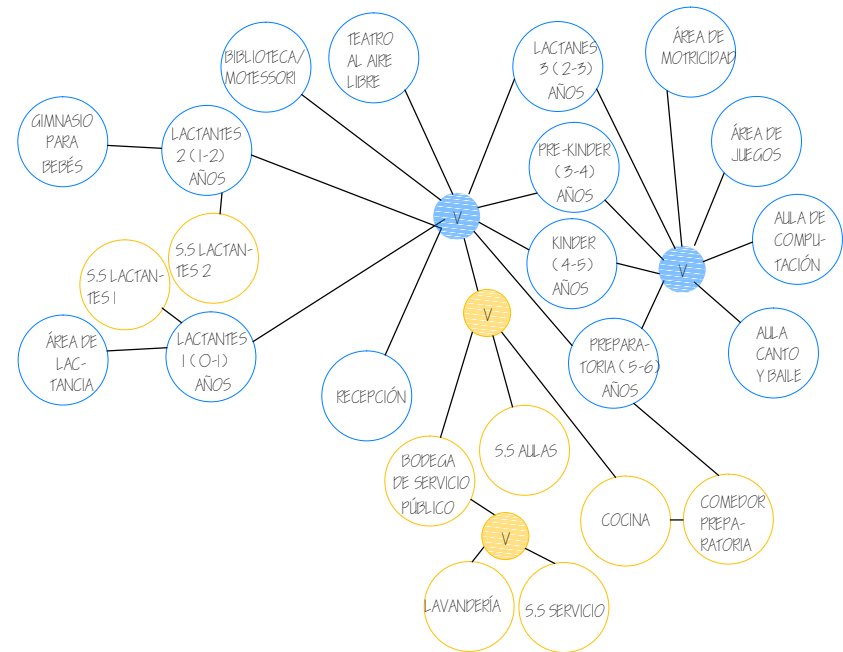 BIBLIOTECA/
MOTESSORI
TEATRO
AL AIRE
LIBRE
LACTANES
3 (2-3)
AÑOS
ÁREA DE
MOTRICIDAD
GIMNASIO
PARA
BEBÉS
LACTANTES
2 (1-2)
AÑOS
PRE-KINDER
(3-4)
AÑOS
ÁREA DE
JUEGOS
S.S LACTAN-
TES 2
V
KINDER
(4-5)
AÑOS
AULA DE
COMPU-
TACIÓN
S.S LACTAN-
TES 1
V
V
ÁREA DE
LAC-
TANCIA
LACTANTES
1 (0-1)
AÑOS
PREPARA-
TORIA (5-6)
AÑOS
AULA
CANTO
Y BAILE
RECEPCIÓN
BODEGA
DE SERVICIO
PÚBLICO
S.S AULAS
COCINA
COMEDOR
PREPA-
RATORIA
V
LAVANDERÍA
S.S SERVICIO